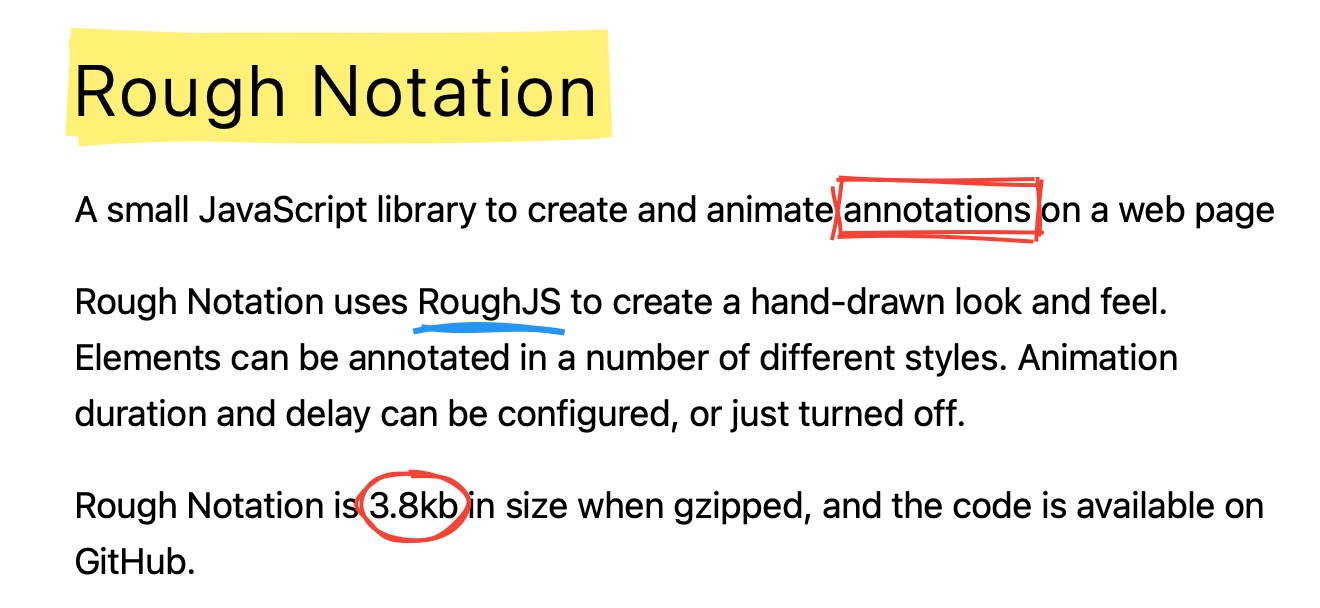 Rough Notation
A small JavaScript library to create and animate annotations on a web page
Rough Notation uses RoughJS to create a hand-drawn look and feel.
Elements can be annotated in a number of different styles. Animation
duration and delay can be configured, or just turned off.
Rough Notation is 3.8kb in size when gzipped, and the code is available on
GitHub.